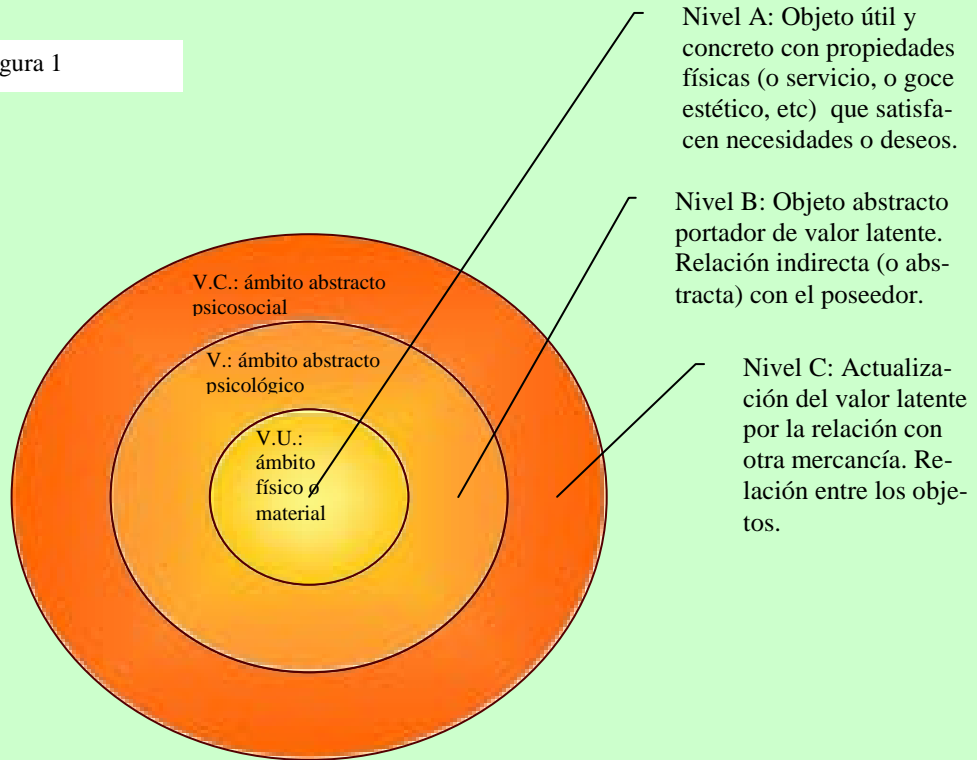 gura 1
Nivel A: Objeto útil y
concreto con propiedades
físicas (o servicio, o goce
estético, etc) que satisfa-
cen necesidades o deseos.
Nivel B: Objeto abstracto
portador de valor latente.
Relación indirecta (o abs-
tracta) con el poseedor.
Nivel C: Actualiza-
ción del valor latente
por la relación con
otra mercancía. Re-
lación entre los obje-
tos.
V.C.: ámbito abstracto
psicosocial
V.: ámbito abstracto
psicológico
V.U.:
ámbito
físico o
material